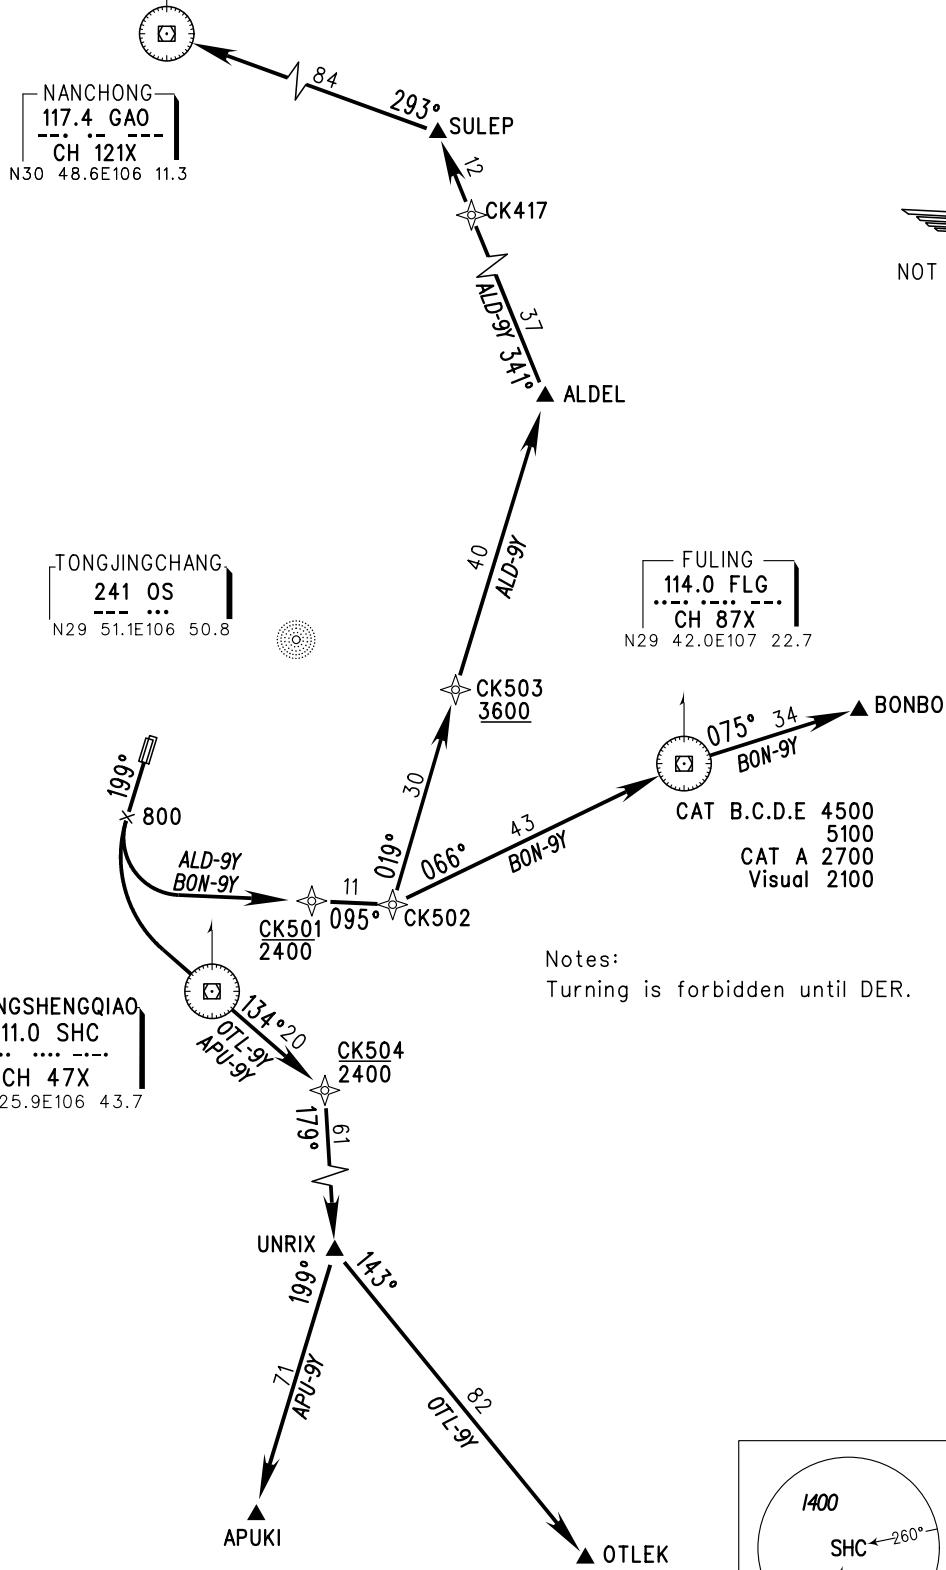 84
293°
SULEP
NANCHONG
117.4 GAO
CH 121X
N30 48.6E106 11.3
12
CK417
NOT
37
ALD-9Y 341°
ALDEL
40
ALD-9Y
TONGJINGCHANG
241 OS
N29 51.1E106 50.8
FULING
114.0 FLG
CH 87X
N29 42.0E107 22.7
CK503
3600
BONBO
075° 34
BON-9Y
199°
800
30
019°
066°
43
BON-9Y
CAT B.C.D.E 4500
5100
CAT A 2700
Visual 2100
ALD-9Y
BON-9Y
11
095°
CK501
2400
CK502
Notes:
Turning is forbidden until DER.
NGSHENGQIAO
11.0 SHC
CH 47X
25.9E106 43.7
134° 20
OTL-9Y
APU-9Y
CK504
2400
179°
61
UNRIX
199°
143°
71
APU-9Y
82
OTL-9Y
APUKI
OTLEK
1400
SHC
260°